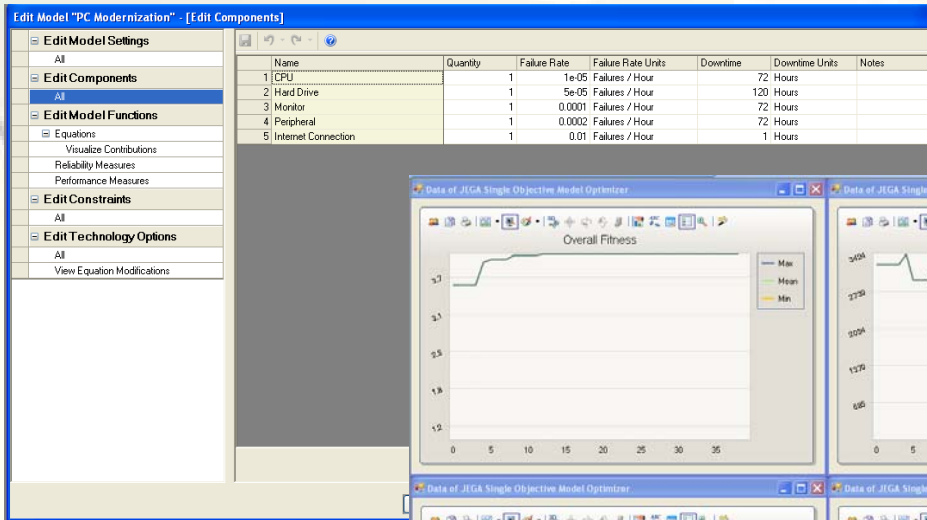 Edit Model "PC Modernization" - [Edit Components]
Edit Model Settings
All
Edit Components
All
Edit Model Functions
Equations
Visualize Contributions
Reliability Measures
Performance Measures
Edit Constraints
All
Edit Technology Options
All
View Equation Modifications
Name Quantity Failure Rate Failure Rate Units Downtime Downtime Units Notes
1 CPU 1 1e-05 Failures / Hour 72 Hours
2 Hard Drive 1 5e-05 Failures / Hour 120 Hours
3 Monitor 1 0.0001 Failures / Hour 72 Hours
4 Peripheral 1 0.0002 Failures / Hour 72 Hours
5 Internet Connection 1 0.01 Failures / Hour 1 Hours
Data of JEGA Single Objective Model Optimizer
Overall Fitness
Max
Mean
Min
3.7
3.1
2.5
1.8
1.2
0 5 10 15 20 25 30 35
Data of JEGA Single
3424
2739
2054
1370
685
0 5
Data of JEGA Single Objective Model Optimizer
Data of JEGA Single